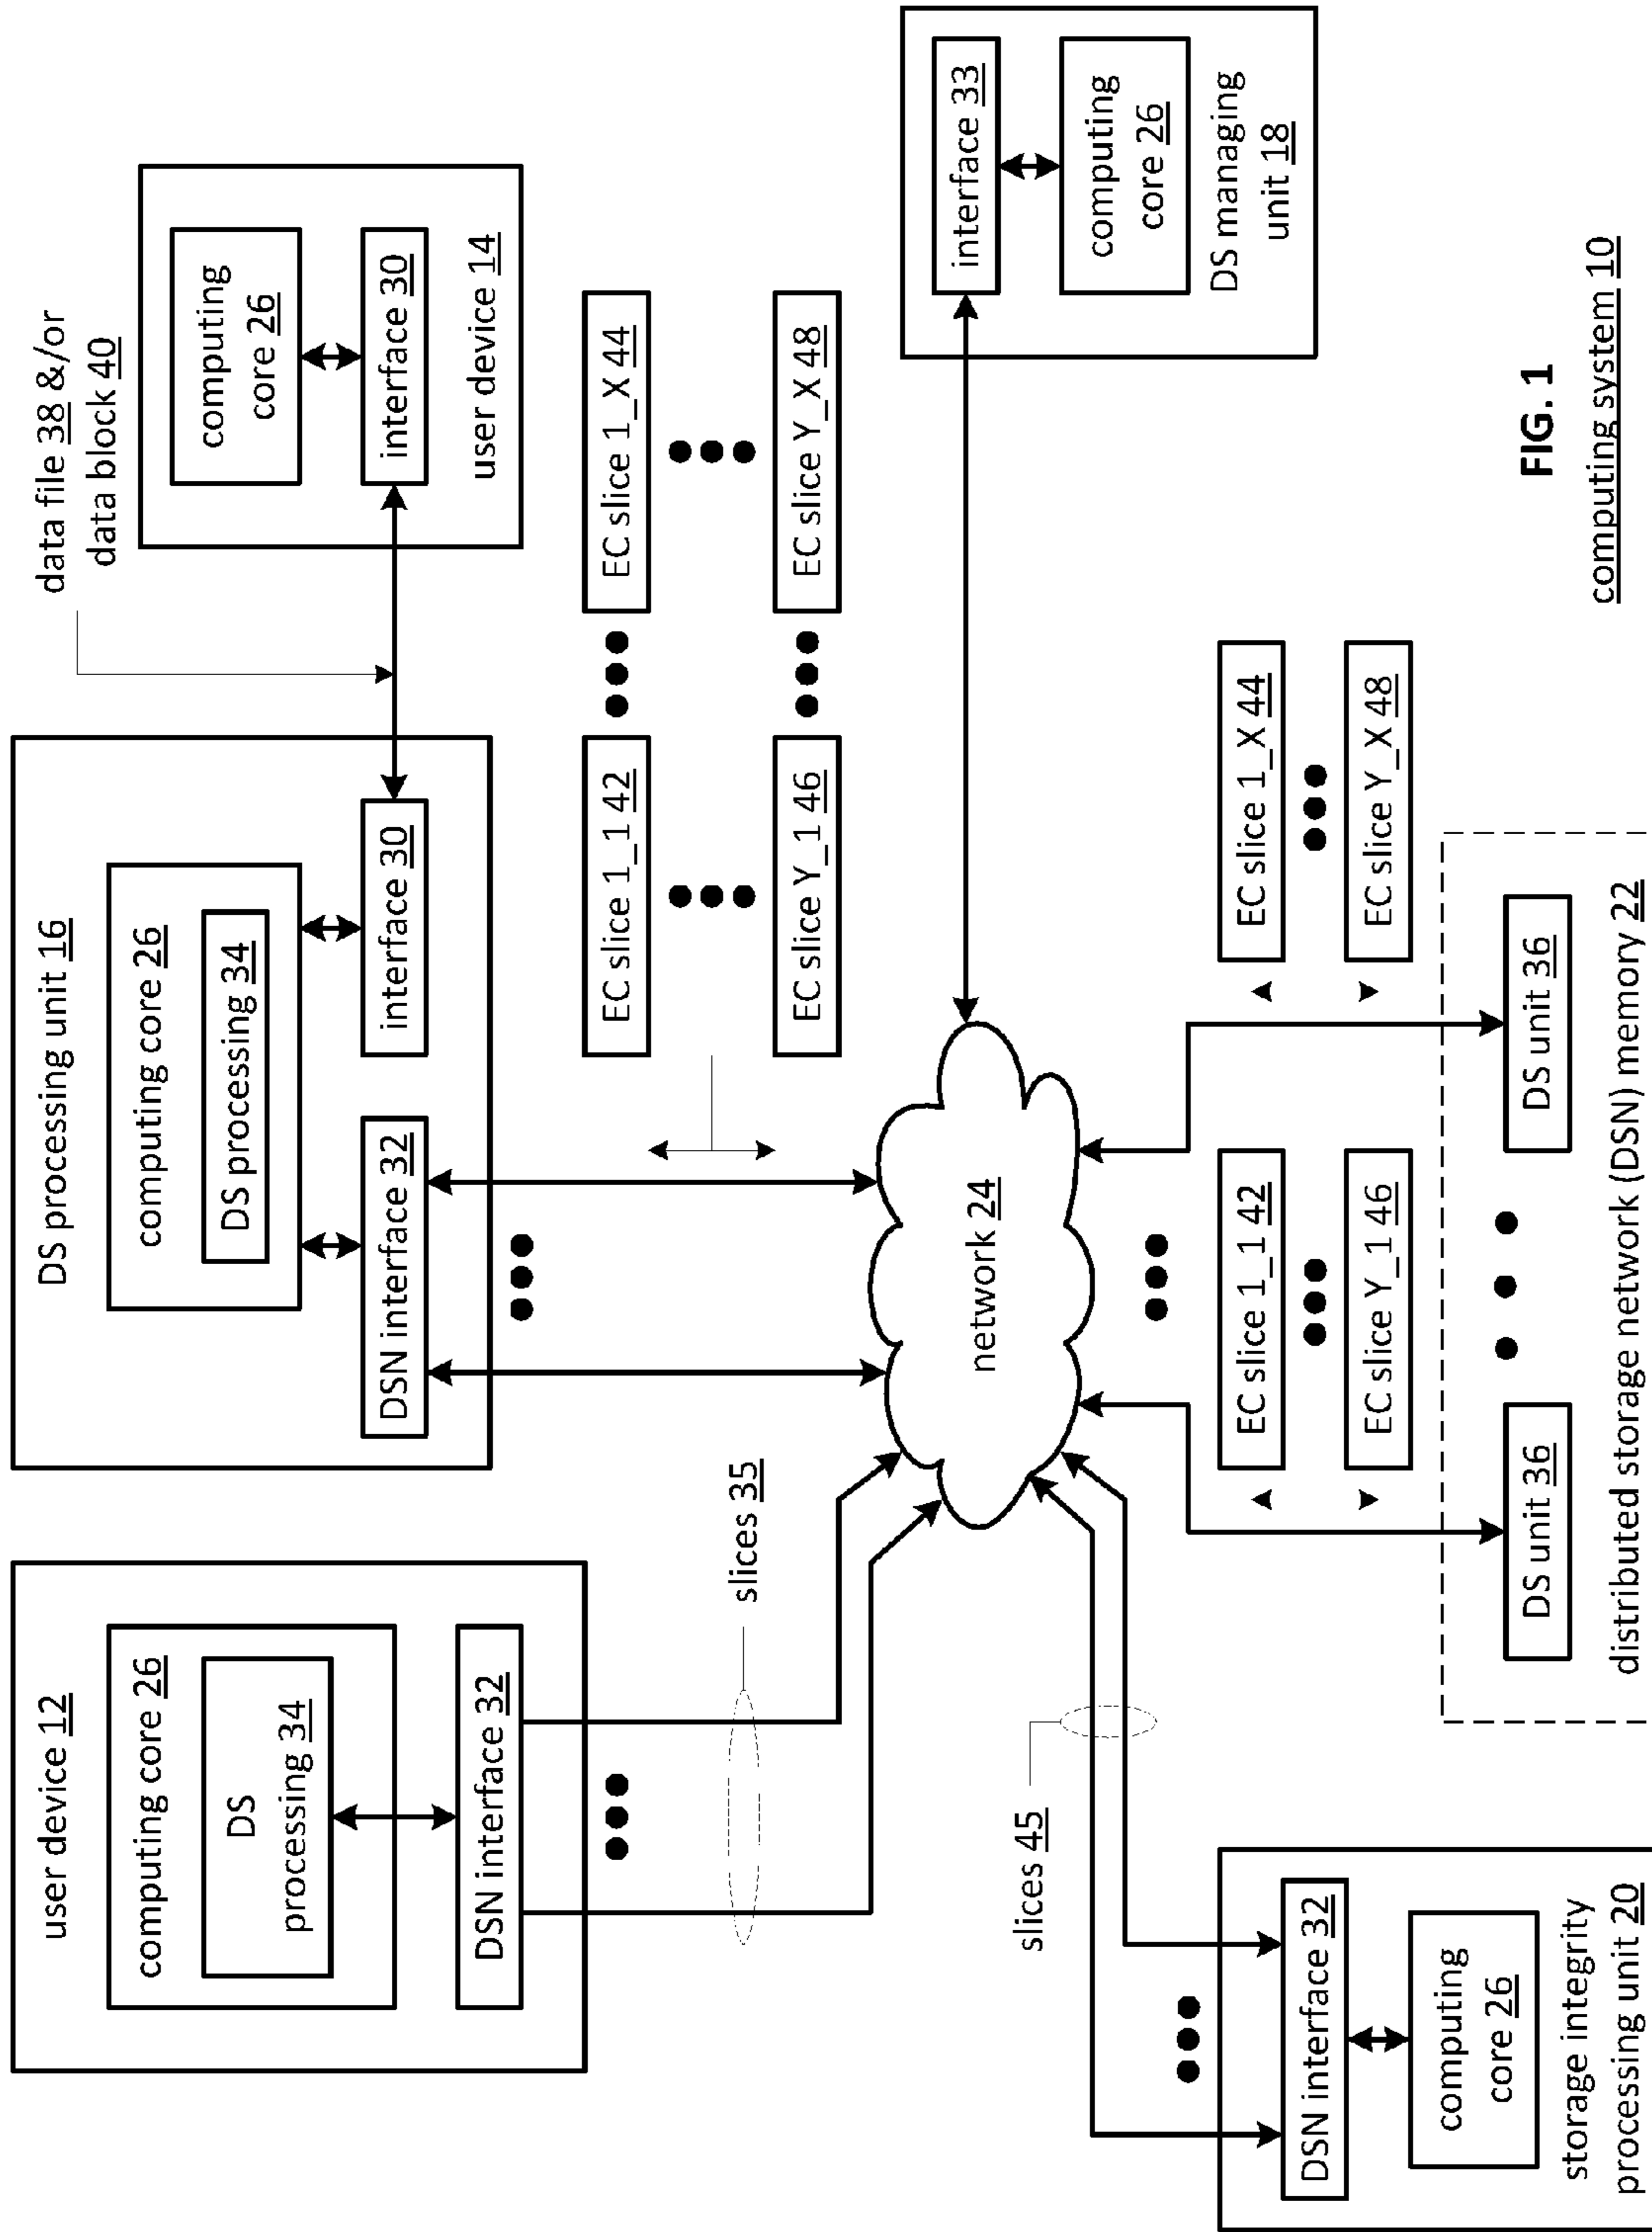 user device 12
computing core 26
DS
processing 34
DSN interface 32
DS processing unit 16
computing core 26
DS processing 34
DSN interface 32
interface 30
data file 38 &/or
data block 40
computing
core 26
interface 30
user device 14
slices 35
EC slice 1_1 42
EC slice 1_X 44
EC slice Y_1 46
EC slice Y_X 48
network 24
interface 33
computing
core 26
DS managing
unit 18
slices 45
DSN interface 32
computing
core 26
storage integrity
processing unit 20
EC slice 1_1 42
EC slice Y_1 46
EC slice 1_X 44
EC slice Y_X 48
DS unit 36
DS unit 36
distributed storage network (DSN) memory 22
FIG. 1
computing system 10